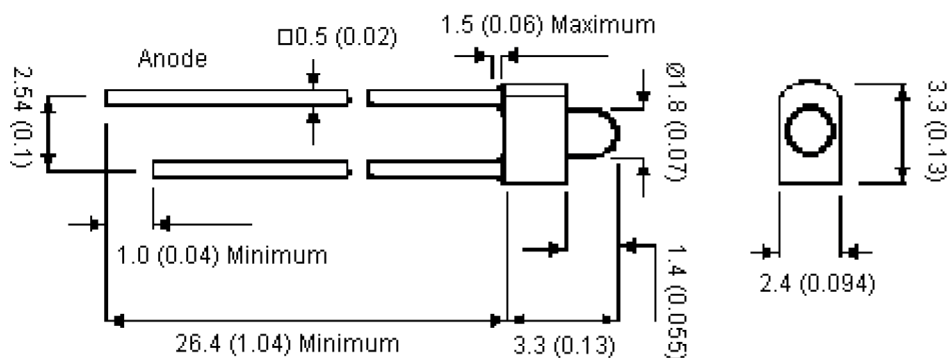 1.5 (0.06) Maximum
□0.5 (0.02)
Anode
2.54
(0.1)
Ø1.8
(0.07)
3.3
(0.13)
1.0 (0.04) Minimum
1.4
(0.055)
2.4 (0.094)
26.4 (1.04) Minimum
3.3 (0.13)